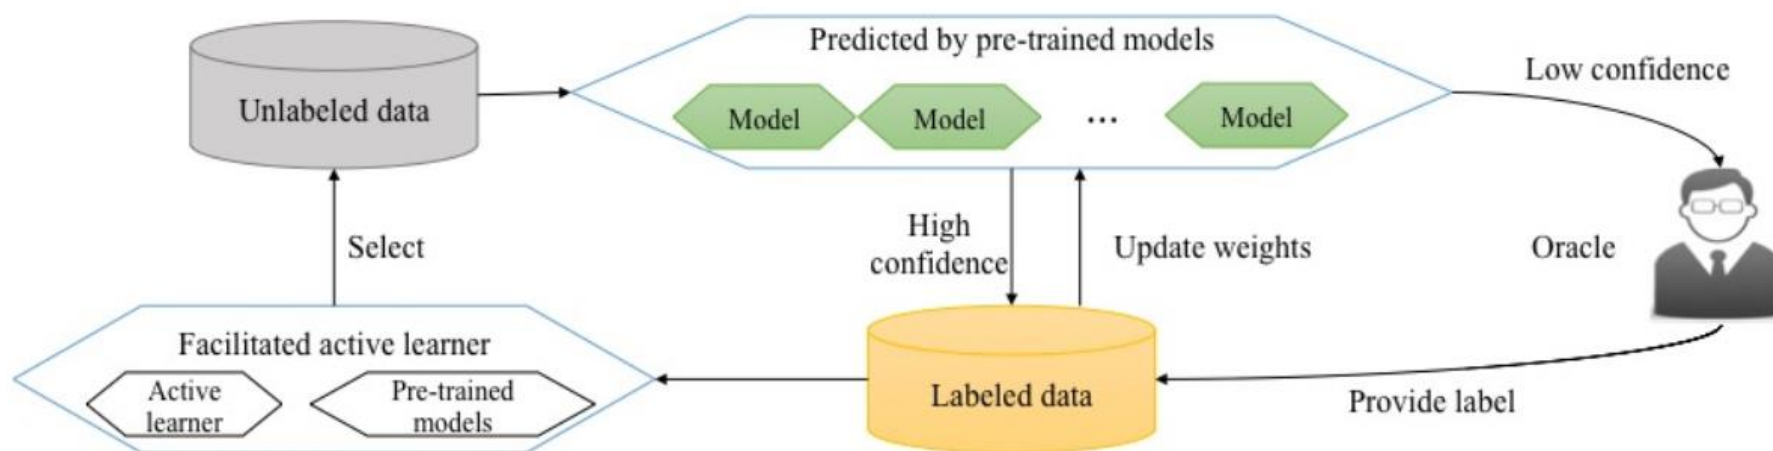 Predicted by pre-trained models
Low confidence
Unlabeled data
Model
Model
...
Model
High
confidence
Update weights
Select
Oracle
Facilitated active learner
Active
learner
Pre-trained
models
Labeled data
Provide label